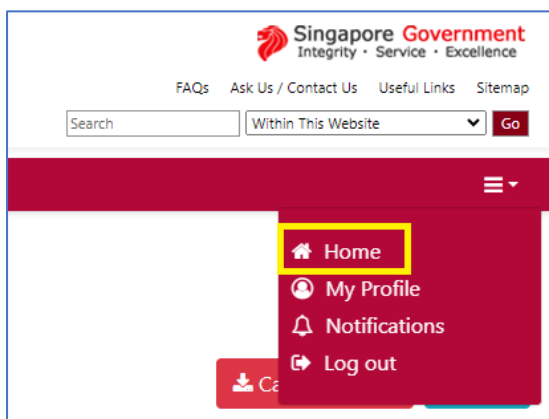 Singapore Government
Integrity · Service · Excellence
FAQs Ask Us / Contact Us Useful Links Sitemap
Search Within This Website Go
Home
My Profile
Notifications
Log out